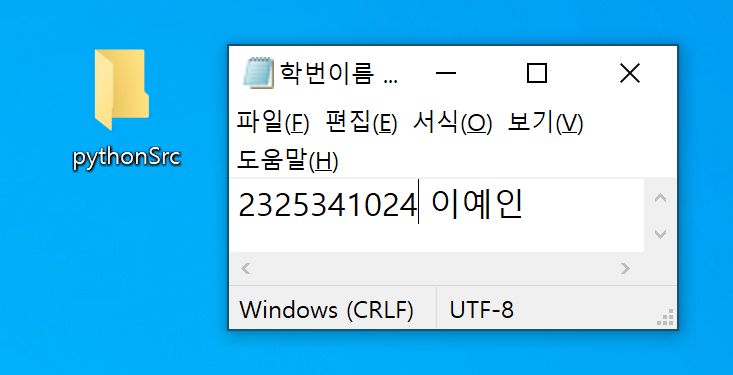 pythonSrc
학번이름 ...
파일(F) 편집(E) 서식(O) 보기(V)
도움말(H)
2325341024 이예인
Windows (CRLF) UTF-8